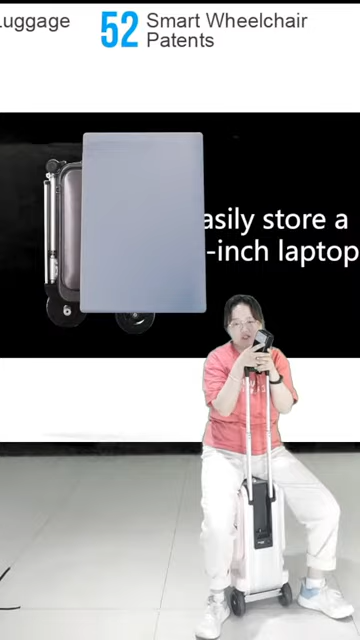 Luggage
52 Smart Wheelchair
Patents
asily store a
-inch laptop